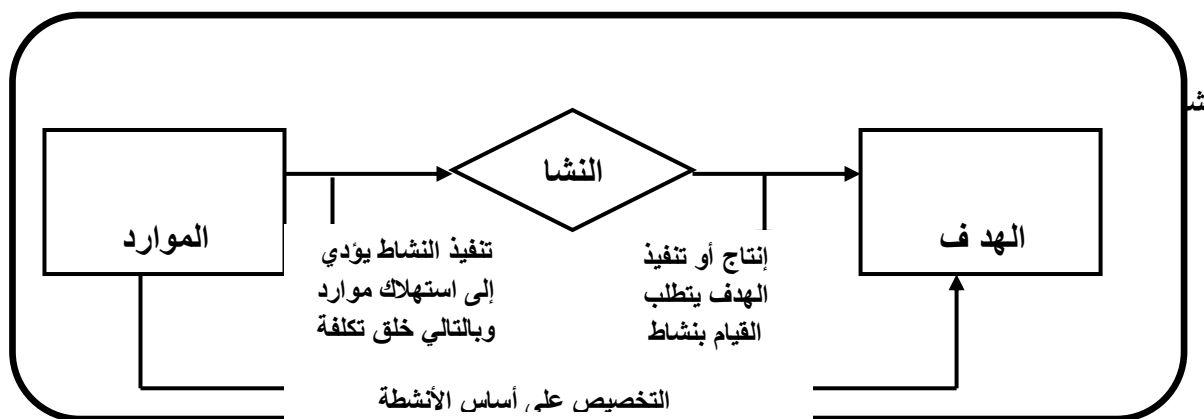 الموارد
النشا
الهد ف
تنفيذ النشاط يؤدي
إلى استهلاك موارد
وبالتالي خلق تكلفة
إنتاج أو تنفيذ
الهدف يتطلب
القيام بنشاط
التخصيص على أساس الأنشطة